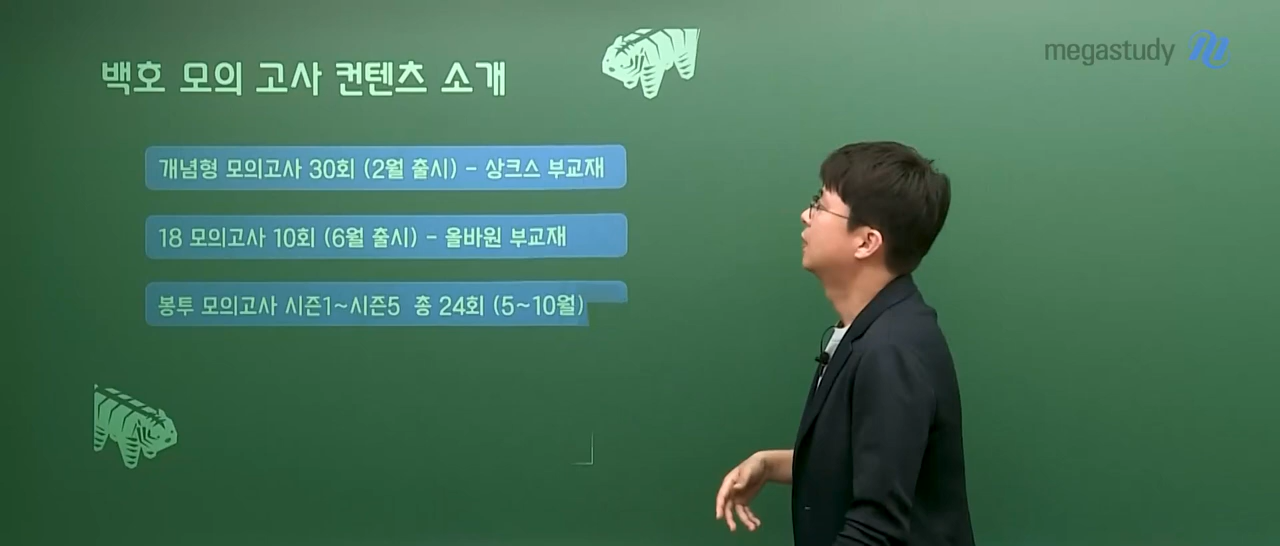 megastudy
백호 모의 고사 컨텐츠 소개
개념형 모의고사 30회 (2월 출시) - 상크스 부교재
18 모의고사 10회 (6월 출시) - 올바원 부교재
봉투 모의고사 시즌1~시즌5 총 24회 (5~10월)